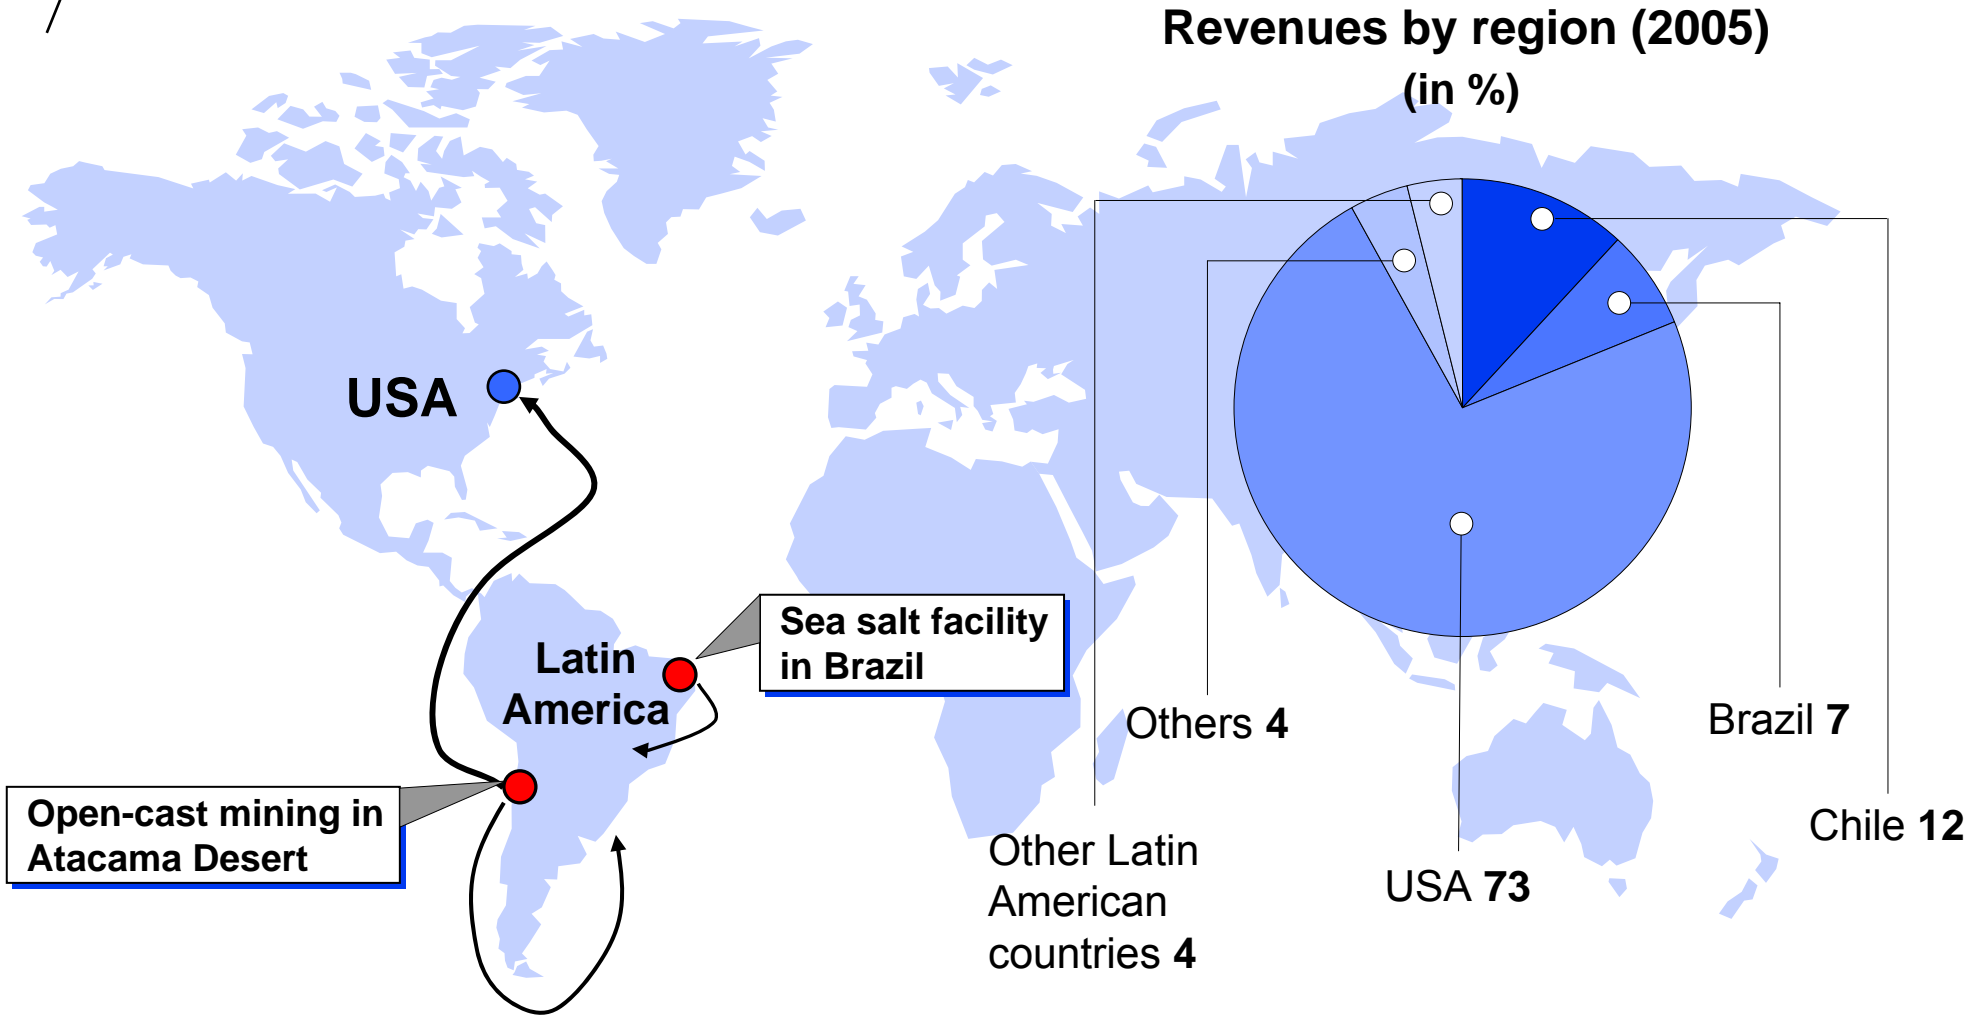 Revenues by region (2005)
(in %)
USA
Sea salt facility
in Brazil
Latin
America
Open-cast mining in
Atacama Desert
Others 4
Brazil 7
Chile 12
USA 73
Other Latin
American
countries 4